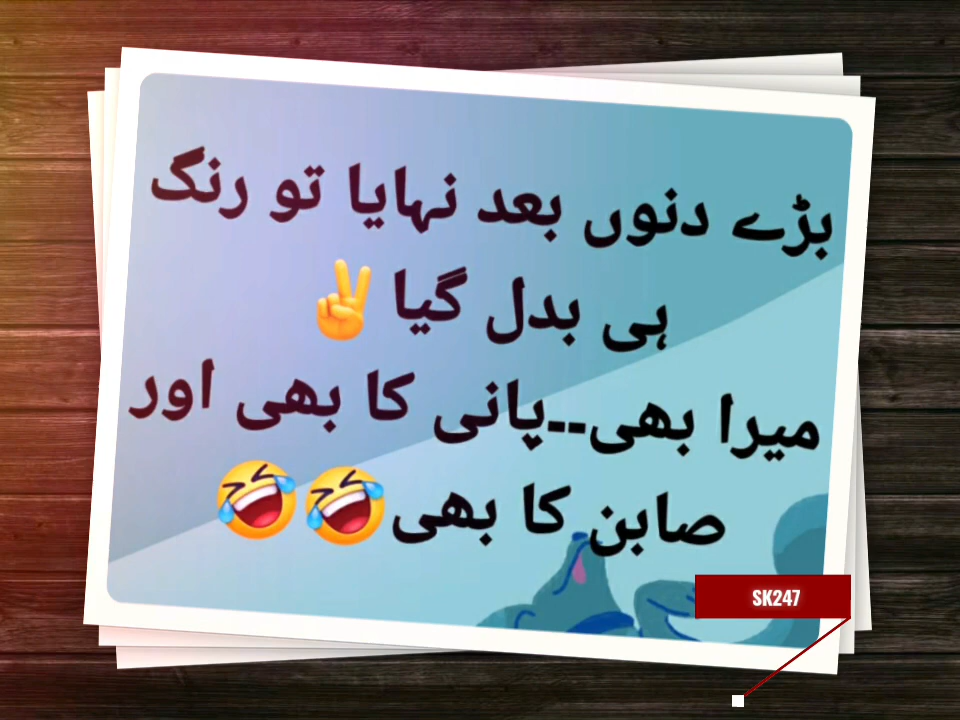 بڑے دنوں بعد نہایا تو رنگ
ہی بدل گیا✌️
میرا بھی--پانی کا بھی اور
صابن کا بھی🤣🤣
SK247